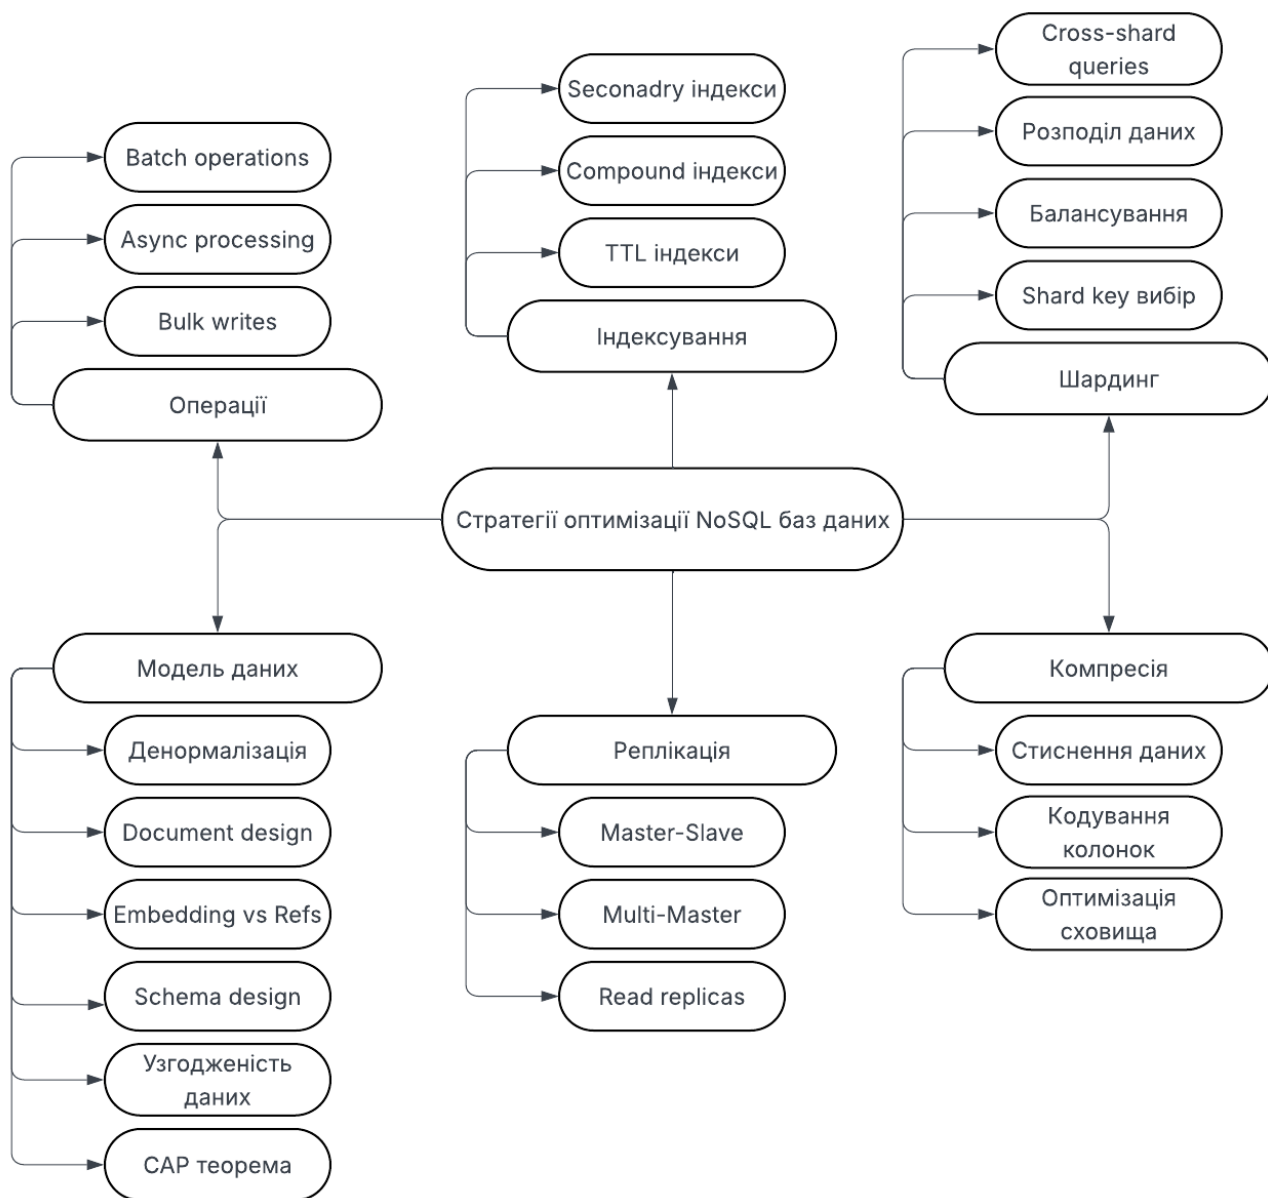 Batch operations
Async processing
Bulk writes
Операції
Seconadry індекси
Compound індекси
TTL індекси
Індексування
Cross-shard
queries
Розподіл даних
Балансування
Shard key вибір
Шардинг
Стратегії оптимізації NoSQL баз даних
Модель даних
Денормалізація
Document design
Embedding vs Refs
Schema design
Узгодженість
даних
CAP теорема
Реплікація
Master-Slave
Multi-Master
Read replicas
Компресія
Стиснення даних
Кодування
колонок
Оптимізація
сховища